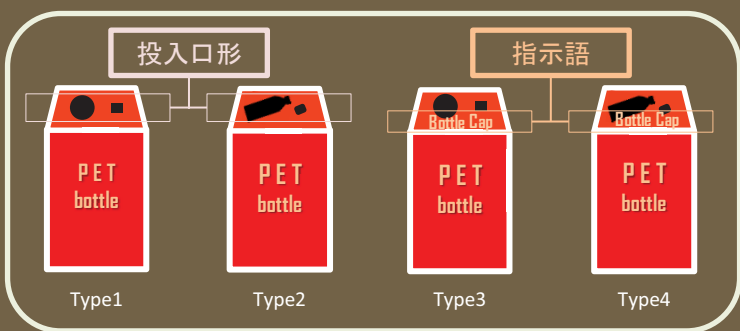 投入口形
指示語
Bottle Cap
Bottle Cap
PET
bottle
PET
bottle
PET
bottle
PET
bottle
Type1
Type2
Type3
Type4